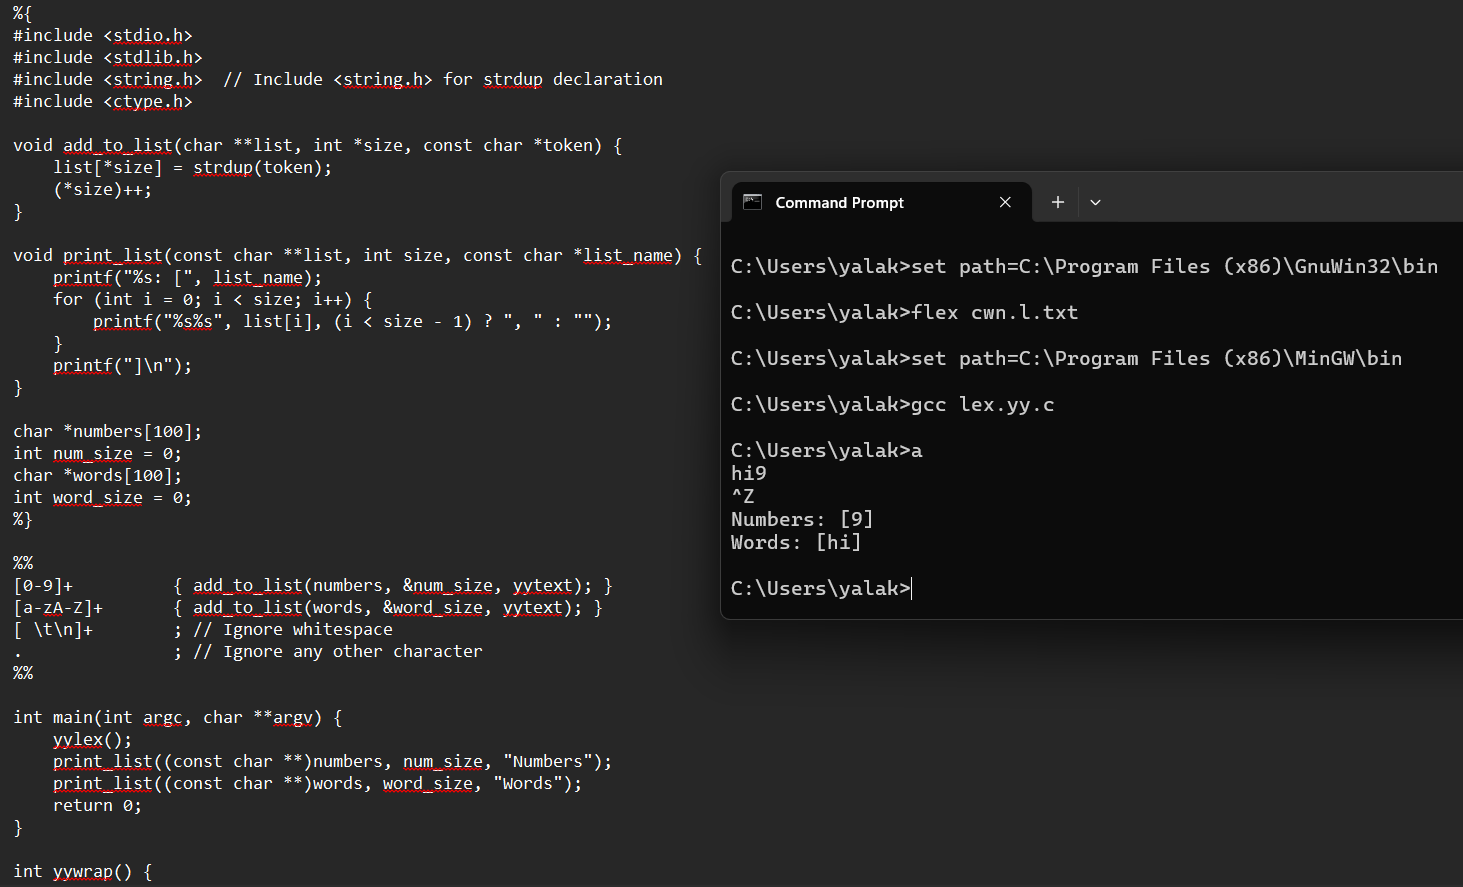 %{
#include <stdio.h>
#include <stdlib.h>
#include <string.h>  // Include <string.h> for strdup declaration
#include <ctype.h>

void add_to_list(char **list, int *size, const char *token) {
    list[*size] = strdup(token);
    (*size)++;
}

void print_list(const char **list, int size, const char *list_name) {
    printf("%s: [", list_name);
    for (int i = 0; i < size; i++) {
        printf("%s%s", list[i], (i < size - 1) ? ", " : "");
    }
    printf("]\n");
}

char *numbers[100];
int num_size = 0;
char *words[100];
int word_size = 0;
%}

%%
[0-9]+          { add_to_list(numbers, &num_size, yytext); }
[a-zA-Z]+       { add_to_list(words, &word_size, yytext); }
[ \t\n]+        ; // Ignore whitespace
.               ; // Ignore any other character
%%

int main(int argc, char **argv) {
    yylex();
    print_list((const char **)numbers, num_size, "Numbers");
    print_list((const char **)words, word_size, "Words");
    return 0;
}

int yywrap() {
Command Prompt
C:\Users\yalak>set path=C:\Program Files (x86)\GnuWin32\bin
C:\Users\yalak>flex cwn.l.txt
C:\Users\yalak>set path=C:\Program Files (x86)\MinGW\bin
C:\Users\yalak>gcc lex.yy.c
C:\Users\yalak>a
hi9
^Z
Numbers: [9]
Words: [hi]
C:\Users\yalak>